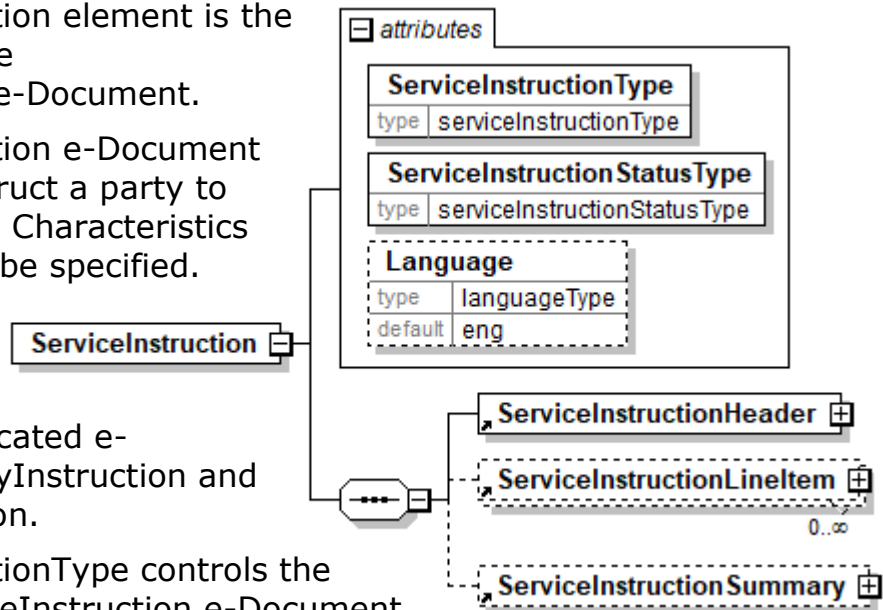 tion element is the
e
e-Document.
tion e-Document
ruct a party to
Characteristics
be specified.
attributes
ServiceInstructionType
type serviceInstructionType
ServiceInstructionStatusType
type serviceInstructionStatusType
Language
type languageType
default eng
ServiceInstruction
ServiceInstructionHeader
ServiceInstructionLineItem
0..∞
ServiceInstructionSummary
cated e-
yInstruction and
on.
tionType controls the
eInstruction e-Document